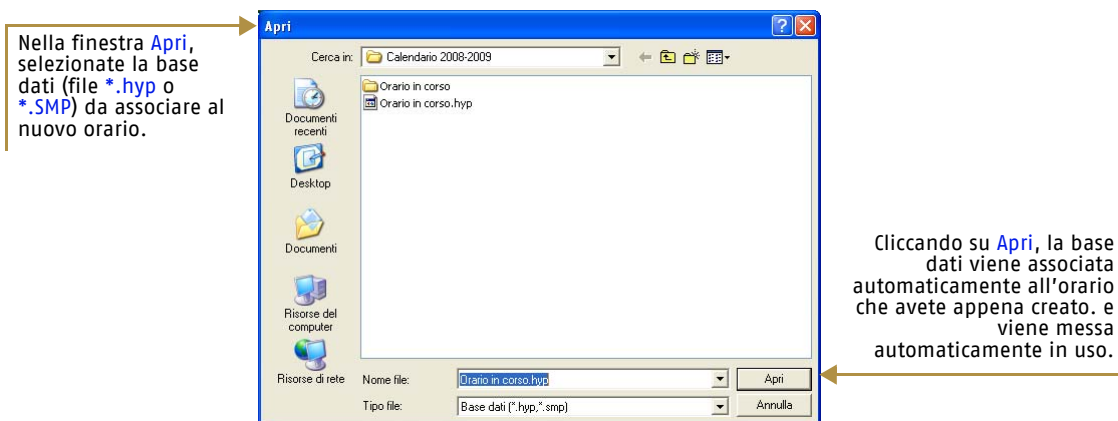 Nella finestra Apri,
selezionate la base
dati (file *.hyp o
*.SMP) da associare al
nuovo orario.
Apri
Cerca in: Calendario 2008-2009
Orario in corso
Orario in corso.hyp
Documenti
recenti
Desktop
Documenti
Risorse del
computer
Risorse di rete
Nome file: Orario in corso.hyp Apri
Tipo file: Base dati (*.hyp,*.smp) Annulla
Cliccando su Apri, la base
dati viene associata
automaticamente all'orario
che avete appena creato. e
viene messa
automaticamente in uso.